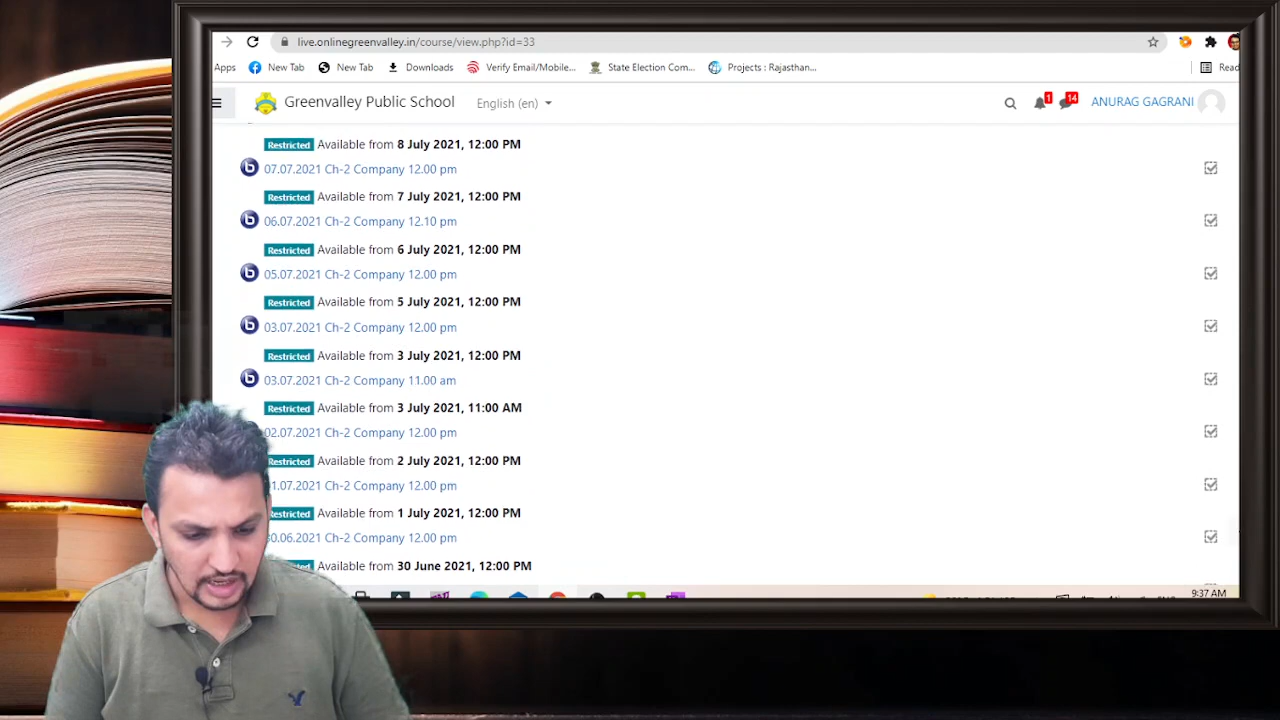 live.onlinegreenvalley.in/course/view.php?id=33
Apps New Tab New Tab Downloads Verify Email/Mobile... State Election Com... Projects : Rajasthan...
Greenvalley Public School English (en) 1 14 ANURAG GAGRANI
Restricted Available from 8 July 2021, 12:00 PM
07.07.2021 Ch-2 Company 12.00 pm
Restricted Available from 7 July 2021, 12:00 PM
06.07.2021 Ch-2 Company 12.10 pm
Restricted Available from 6 July 2021, 12:00 PM
05.07.2021 Ch-2 Company 12.00 pm
Restricted Available from 5 July 2021, 12:00 PM
03.07.2021 Ch-2 Company 12.00 pm
Restricted Available from 3 July 2021, 12:00 PM
03.07.2021 Ch-2 Company 11.00 am
Restricted Available from 3 July 2021, 11:00 AM
02.07.2021 Ch-2 Company 12.00 pm
Restricted Available from 2 July 2021, 12:00 PM
Ch-2 Company 12.00 pm
Restricted Available from 1 July 2021, 12:00 PM
Ch-2 Company 12.00 pm
Available from 30 June 2021, 12:00 PM
9:37 AM